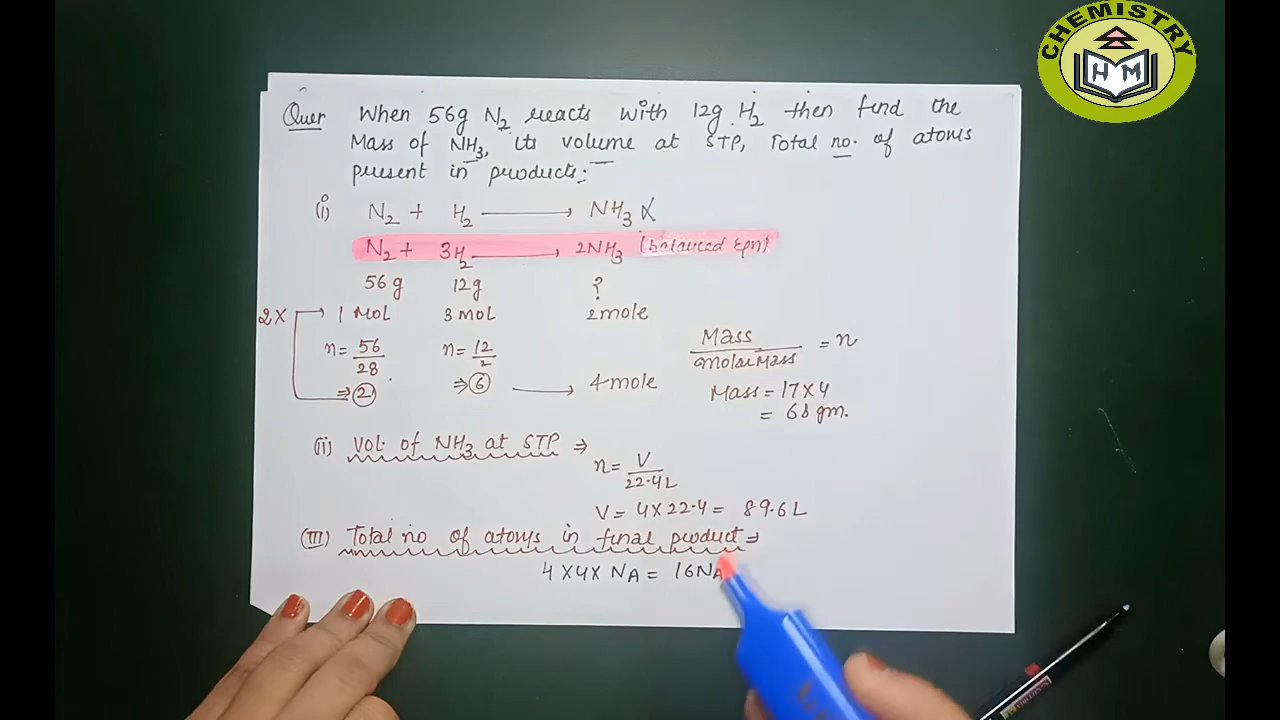 CHEMISTRY
HM
Quer When 56g N2 reacts with 12g H2 then find the
Mass of NH3, its volume at STP, Total no. of atoms
present in products:
(i) N2 + H2 → NH3 X
N2 + 3H2 → 2NH3 (balanced Eqn)
56g 12g ?
2X 1 MOL 3 MOL 2mole
n= 56/28 n= 12/2 Mass/molar Mass = n
⇒ 2 ⇒ 6 → 4 mole Mass = 17 X 4
= 68 gm.
(ii) Vol. of NH3 at STP ⇒
n= V/22.4L
V = 4 X 22.4 = 89.6 L
(III) Total no of atoms in final product ⇒
4 X 4 X NA = 16NA